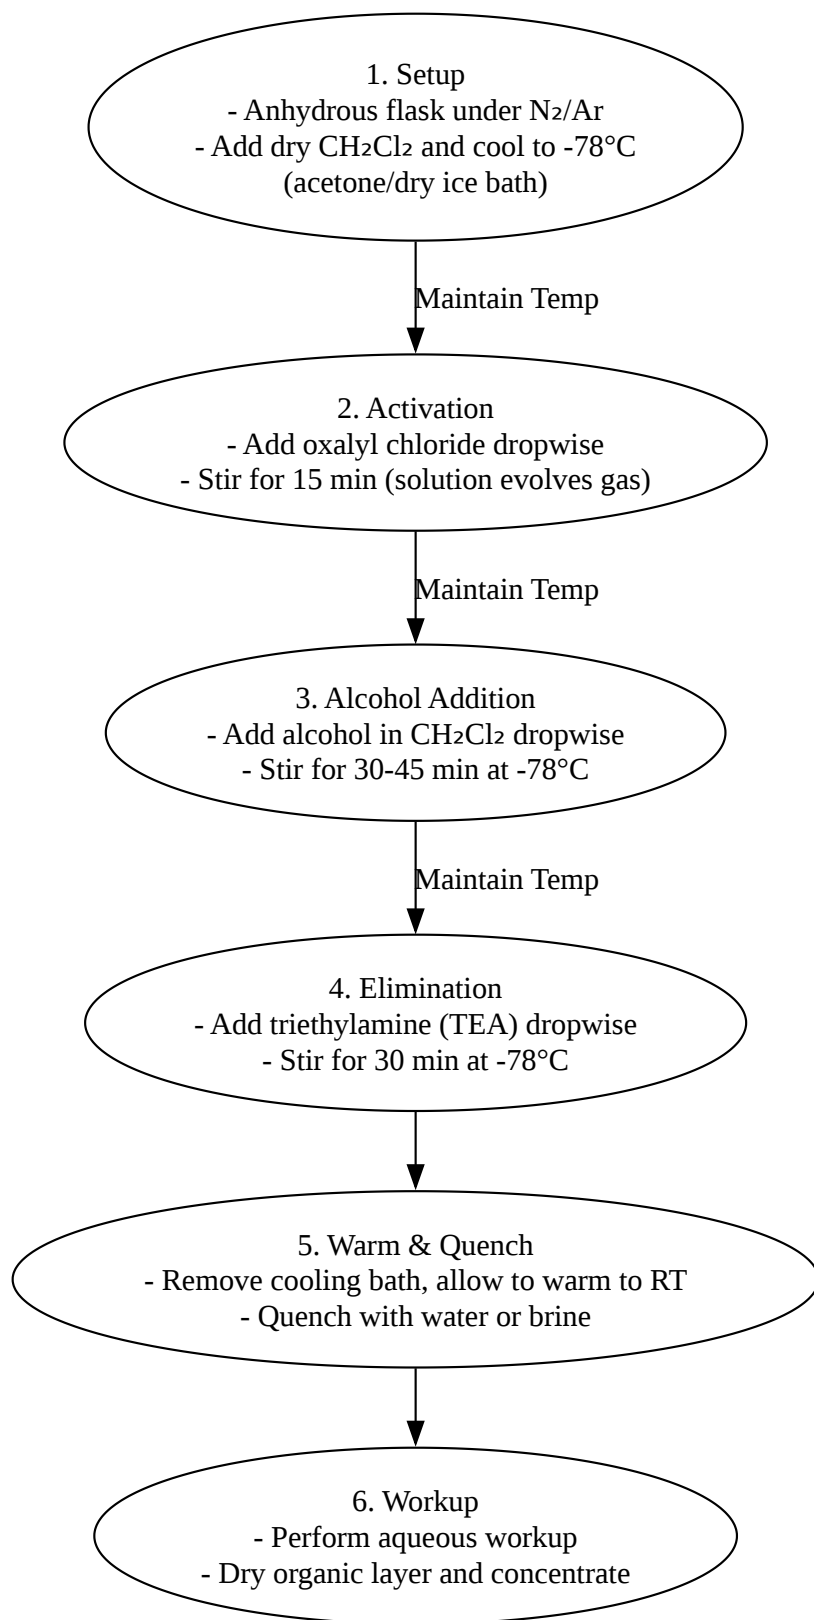 1. Setup
- Anhydrous flask under N₂/Ar
- Add dry CH₂Cl₂ and cool to -78°C
(acetone/dry ice bath)
Maintain Temp
2. Activation
- Add oxalyl chloride dropwise
- Stir for 15 min (solution evolves gas)
Maintain Temp
3. Alcohol Addition
- Add alcohol in CH₂Cl₂ dropwise
- Stir for 30-45 min at -78°C
Maintain Temp
4. Elimination
- Add triethylamine (TEA) dropwise
- Stir for 30 min at -78°C
5. Warm & Quench
- Remove cooling bath, allow to warm to RT
- Quench with water or brine
6. Workup
- Perform aqueous workup
- Dry organic layer and concentrate